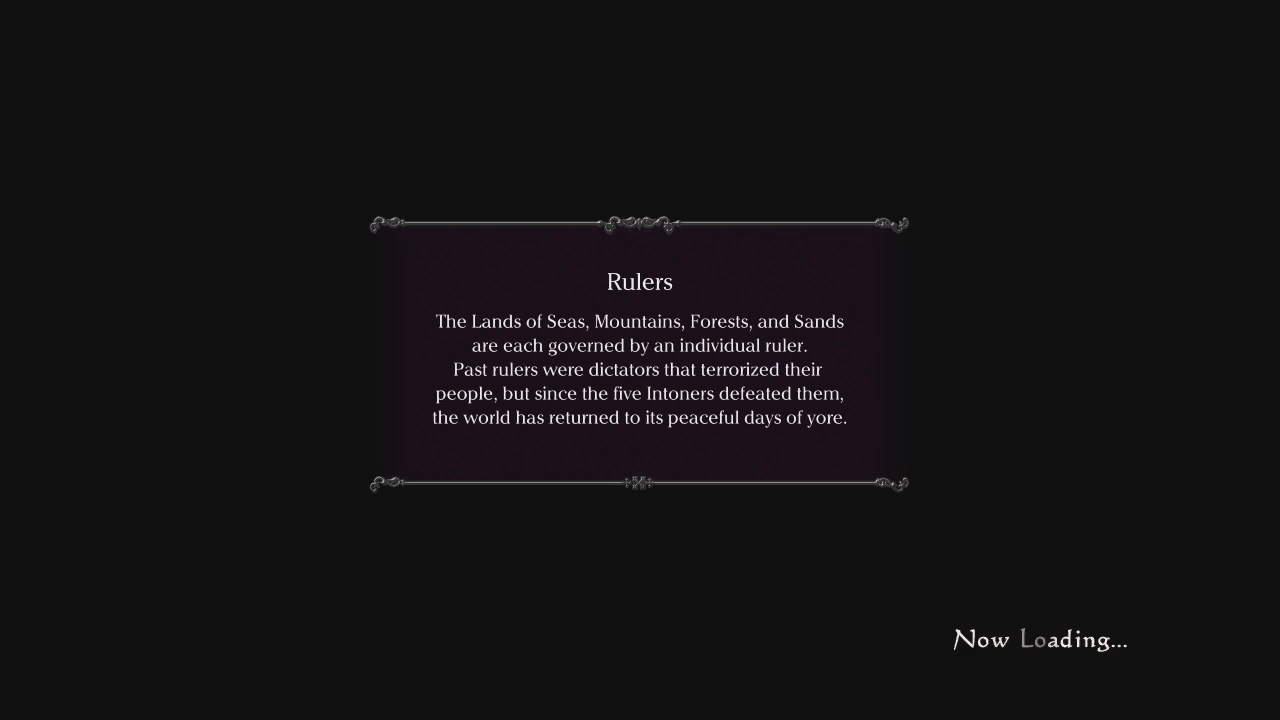 Rulers
The Lands of Seas, Mountains, Forests, and Sands
are each governed by an individual ruler.
Past rulers were dictators that terrorized their
people, but since the five Intoners defeated them,
the world has returned to its peaceful days of yore.
Now Loading...